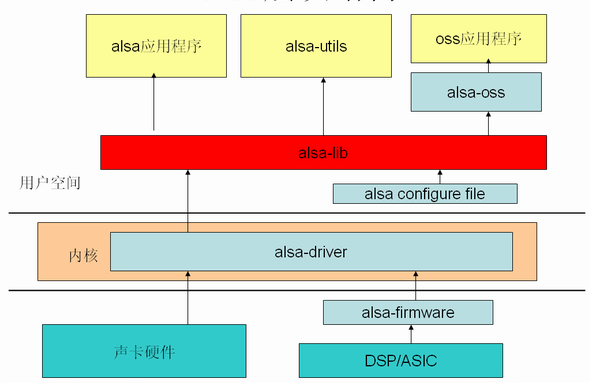 alsa应用程序
alsa-utils
oss应用程序
alsa-oss
alsa-lib
用户空间
alsa configure file
内核
alsa-driver
alsa-firmware
声卡硬件
DSP/ASIC